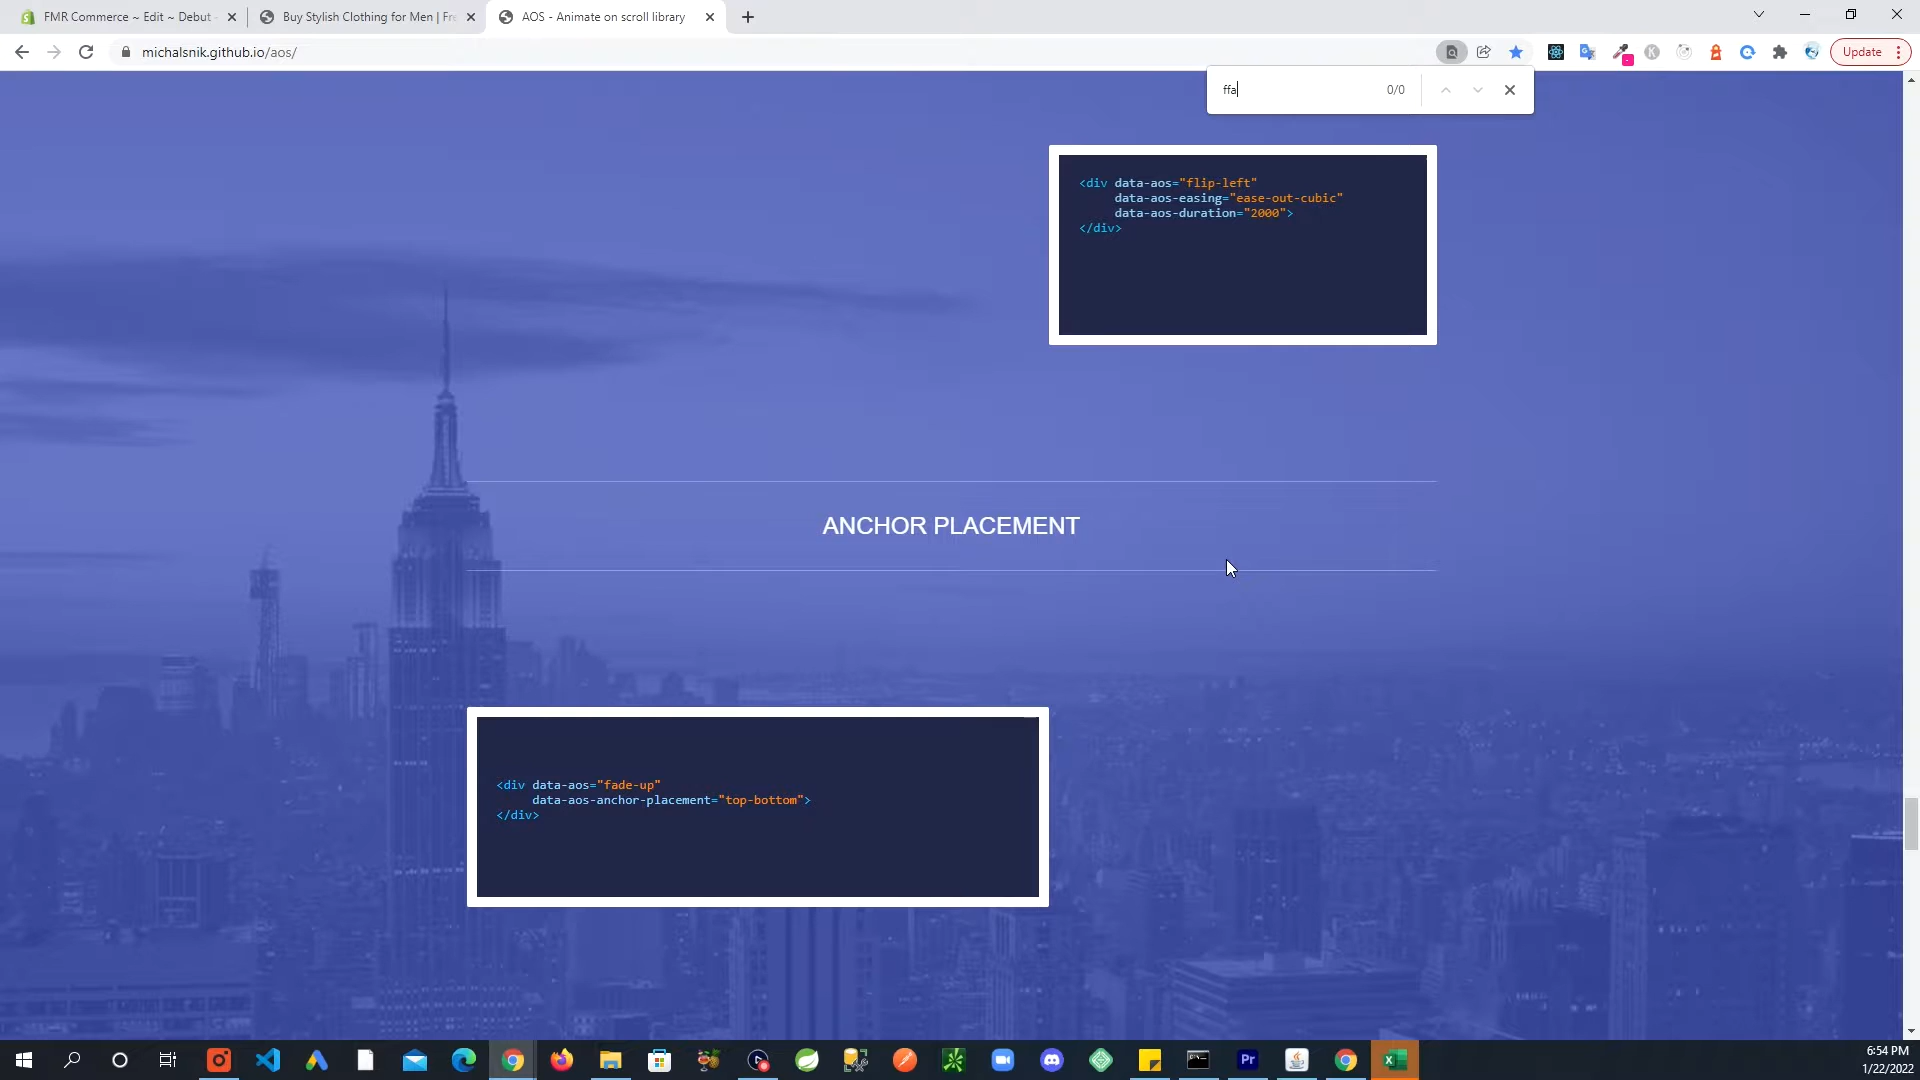 FMR Commerce ~ Edit ~ Debut
Buy Stylish Clothing for Men | Fre
AOS - Animate on scroll library
michalsnik.github.io/aos/
Update
ffa
0/0
<div data-aos="flip-left"
data-aos-easing="ease-out-cubic"
data-aos-duration="2000">
</div>
ANCHOR PLACEMENT
<div data-aos="fade-up"
data-aos-anchor-placement="top-bottom">
</div>
6:54 PM
1/22/2022